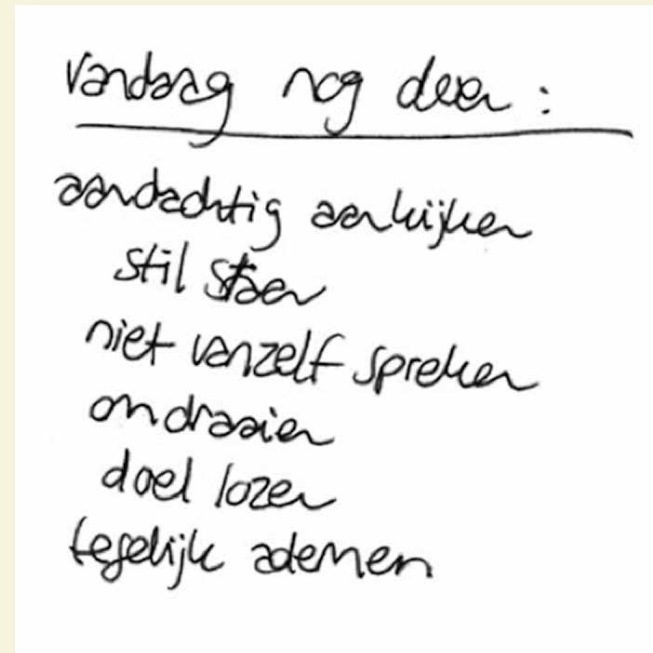 vandaag nog doen :
aandachtig aankijken
stil staan
niet vanzelf spreken
omdraaien
doel lozen
tegelijk ademen